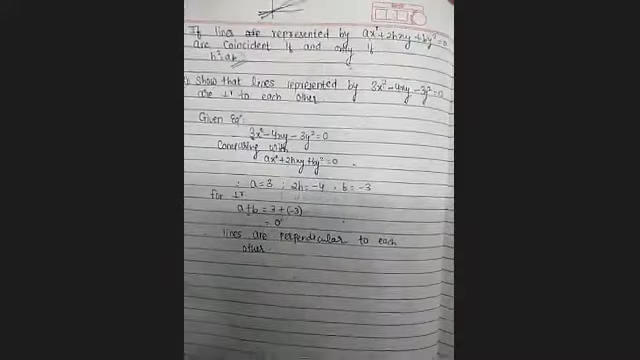 If lines are represented by ax²+2hxy+by²=0
are coincident if and only if
h²=ab
show that lines represented by 3x²-4xy-3y²=0
are ⊥r to each other.
Given Eqn:
3x²-4xy-3y²=0
Comparing with
ax²+2hxy+by²=0
∴ a=3 ; 2h=-4 , b=-3
for ⊥r
a+b = 3+(-3)
= 0
lines are perpendicular to each
other.